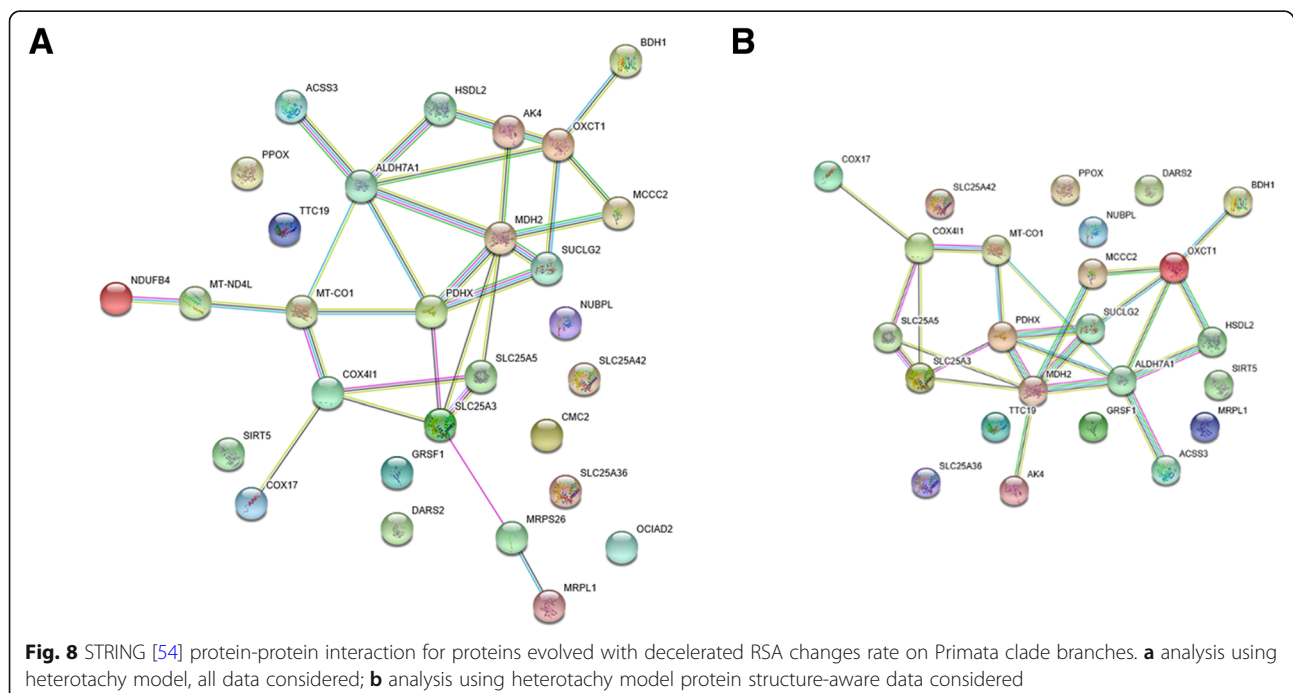 A
B
BDH1
ACSS3
HSDL2
AK4
OXCT1
PPOX
ALDH7A1
MCCC2
TTC19
MDH2
SUCLG2
NDUFB4
MT-ND4L
MT-CO1
PDHX
NUBPL
SLC25A5
SLC25A42
COX4I1
SLC25A3
CMC2
SIRT5
GRSF1
SLC25A36
COX17
DARS2
MRPS26
OCIAD2
MRPL1
COX17
SLC25A42
PPOX
DARS2
BDH1
NUBPL
COX4I1
MT-CO1
OXCT1
MCCC2
SUCLG2
SLC25A5
PDHX
HSDL2
SLC25A3
MDH2
ALDH7A1
SIRT5
TTC19
GRSF1
MRPL1
SLC25A36
AK4
ACSS3
Fig. 8 STRING [54] protein-protein interaction for proteins evolved with decelerated RSA changes rate on Primata clade branches. a analysis using
heterotachy model, all data considered; b analysis using heterotachy model protein structure-aware data considered